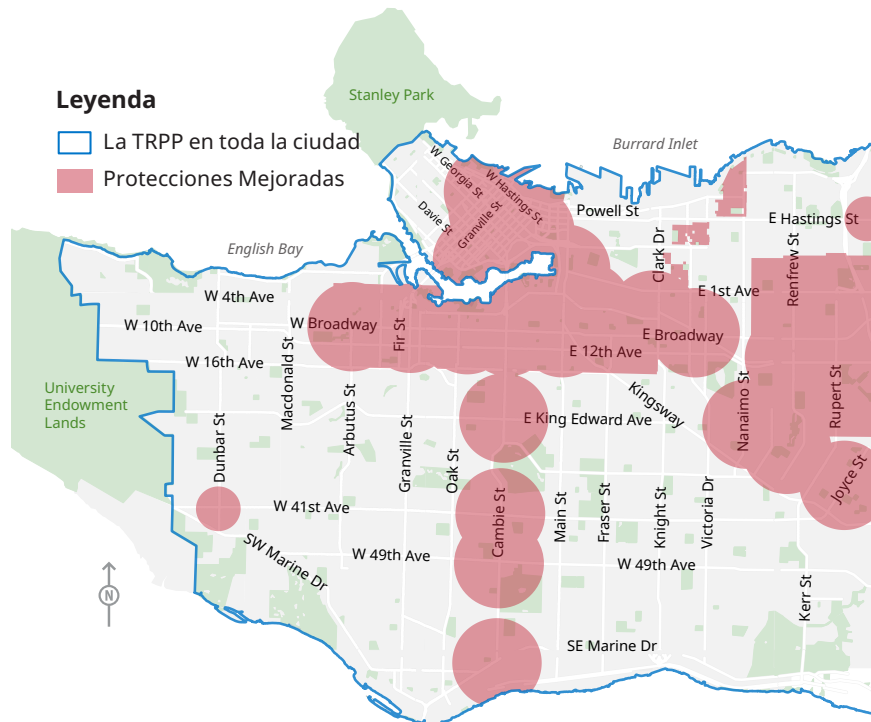 Stanley Park
Leyenda
La TRPP en toda la ciudad
Protecciones Mejoradas
Burrard Inlet
W Georgia St
W Hastings St
Davie St
Granville St
Powell St
E Hastings St
English Bay
Clark Dr
Renfrew St
W 4th Ave
E 1st Ave
W 10th Ave
W Broadway
Fir St
E Broadway
E 12th Ave
W 16th Ave
Macdonald St
University
Endowment
Lands
Kingsway
Nanaimo St
Rupert St
Dunbar St
Arbutus St
Granville St
E King Edward Ave
Oak St
Joyce St
W 41st Ave
Cambie St
Main St
Fraser St
Knight St
Victoria Dr
SW Marine Dr
W 49th Ave
W 49th Ave
Kerr St
N
SE Marine Dr